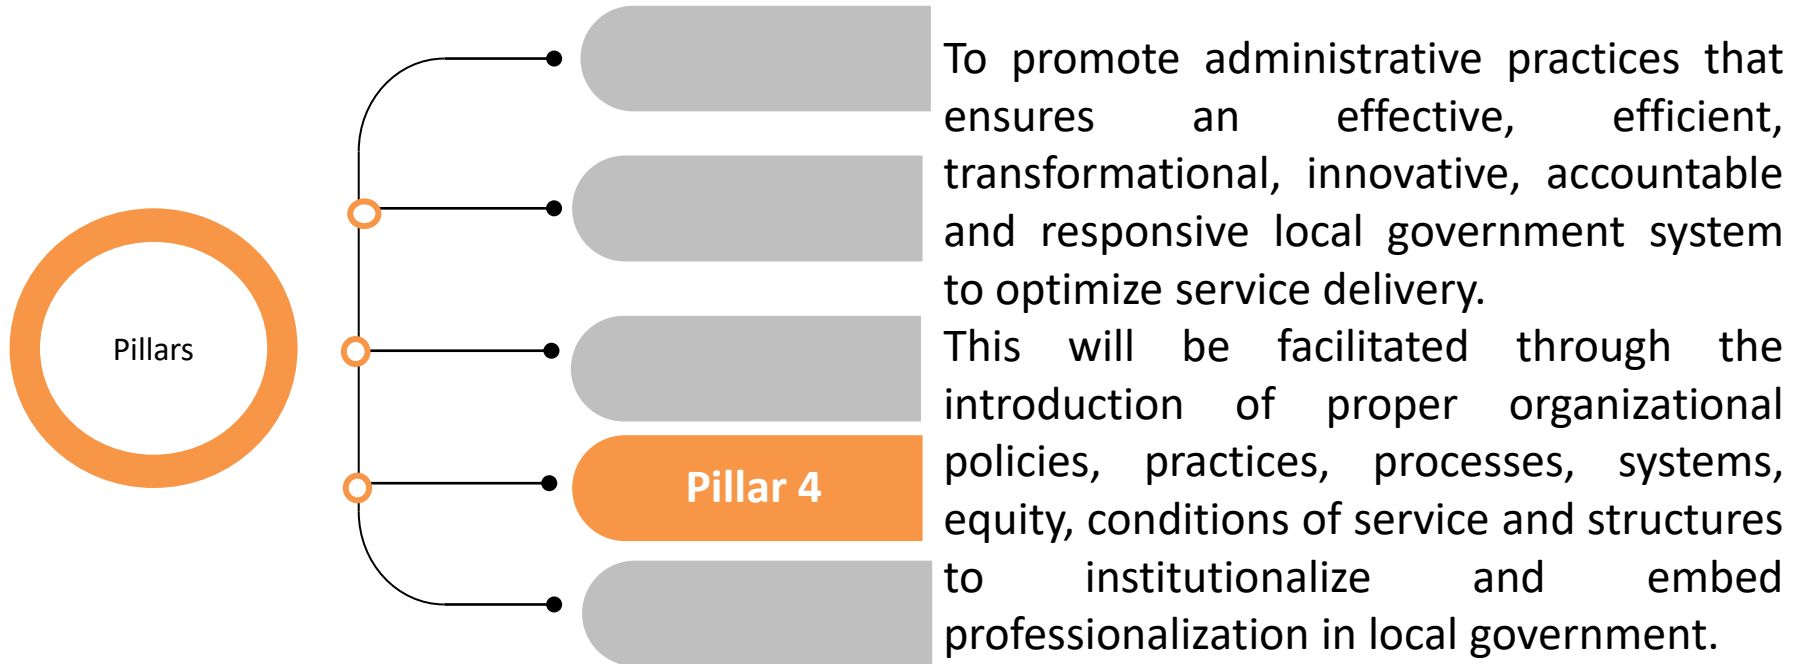 Pillars
Pillar 4
To promote administrative practices that
ensures an effective, efficient,
transformational, innovative, accountable
and responsive local government system
to optimize service delivery.
This will be facilitated through the
introduction of proper organizational
policies, practices, processes, systems,
equity, conditions of service and structures
to institutionalize and embed
professionalization in local government.